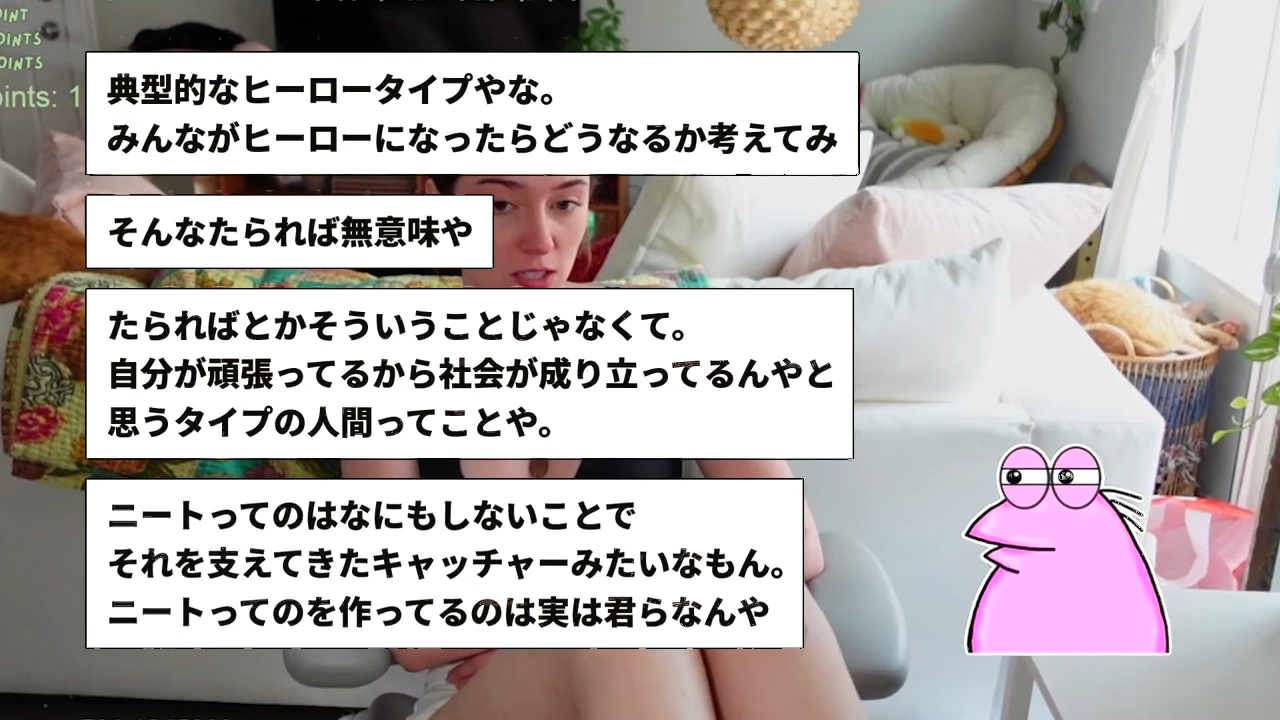 OINT
OINTS
OINTS
oints: 1
典型的なヒーロータイプやな。
みんながヒーローになったらどうなるか考えてみ
そんなたられば無意味や
たらればとかそういうことじゃなくて。
自分が頑張ってるから社会が成り立ってるんやと
思うタイプの人間ってことや。
ニートってのはなにもしないことで
それを支えてきたキャッチャーみたいなもん。
ニートってのを作ってるのは実は君らなんや